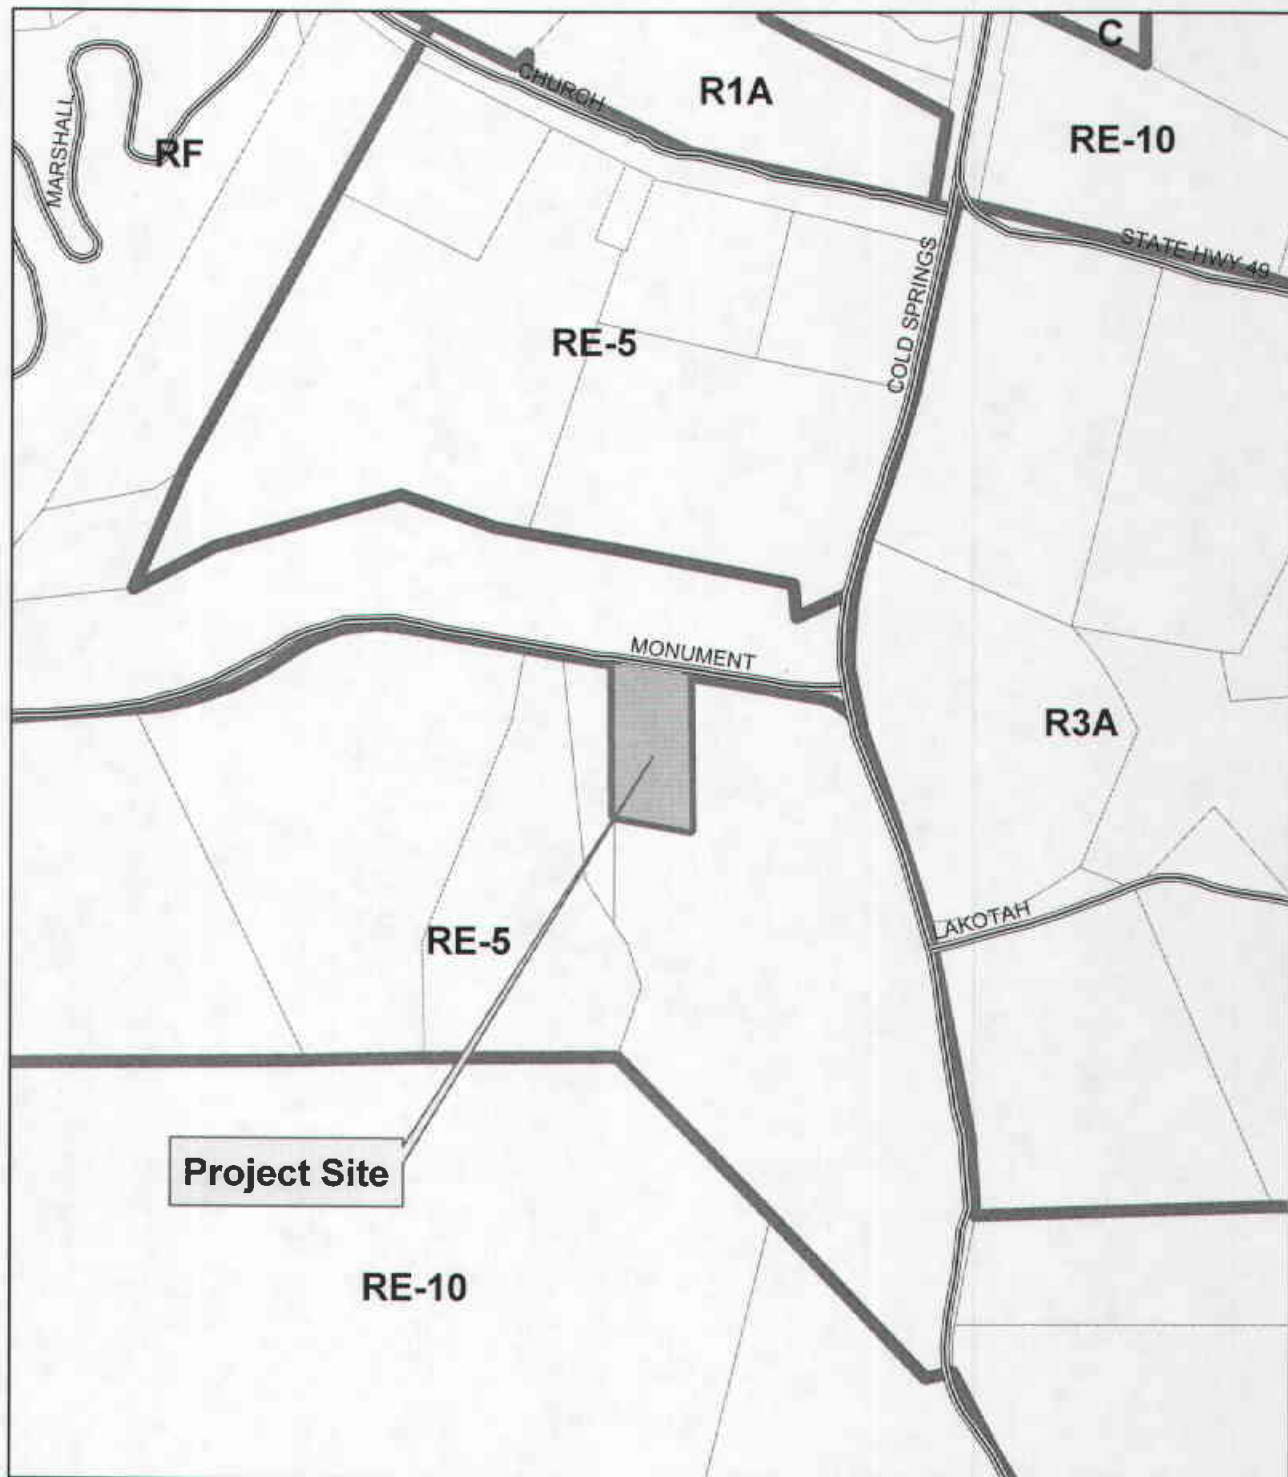 C
R1A
CHURCH
RE-10
MARSHALL
RF
STATE HWY 49
COLD SPRINGS
RE-5
MONUMENT
R3A
LAKOTAH
RE-5
Project Site
RE-10